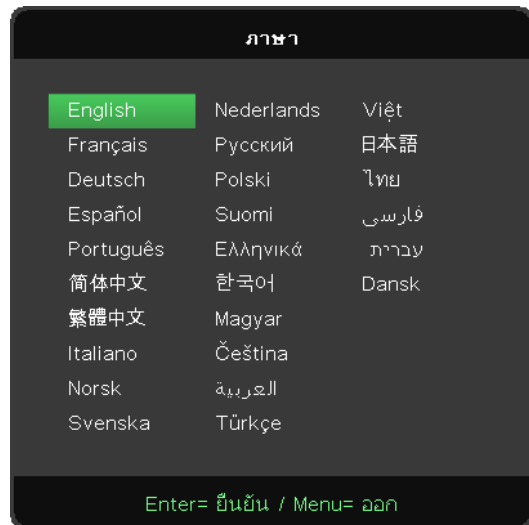 ภาษา
English Nederlands Việt
Français Русский 日本語
Deutsch Polski ไทย
Español Suomi فارسی
Português Ελληνικά עברית
简体中文 한국어 Dansk
繁體中文 Magyar
Italiano Čeština
Norsk العربية
Svenska Türkçe
Enter= ยืนยัน / Menu= ออก